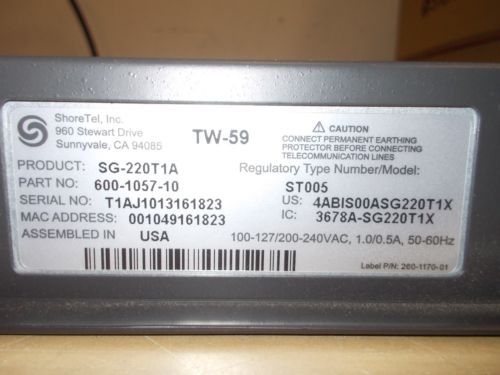 ShoreTel, Inc.
960 Stewart Drive
Sunnyvale, CA 94085
TW-59
CAUTION
CONNECT PERMANENT EARTHING
PROTECTOR BEFORE CONNECTING
TELECOMMUNICATION LINES
PRODUCT: SG-220T1A
Regulatory Type Number/Model:
PART NO: 600-1057-10
ST005
SERIAL NO: T1AJ1013161823
US: 4ABIS00ASG220T1X
MAC ADDRESS: 001049161823
IC: 3678A-SG220T1X
ASSEMBLED IN USA
100-127/200-240VAC, 1.0/0.5A, 50-60Hz
Label P/N: 260-1170-01